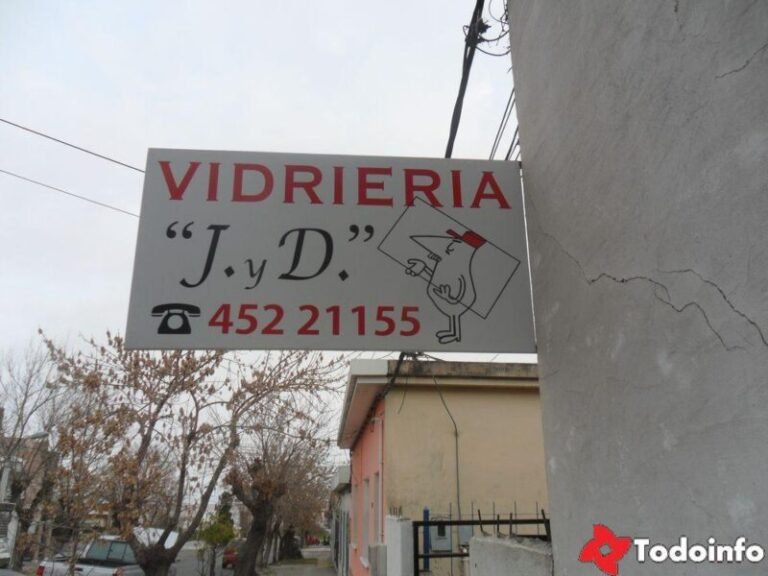 VIDRIERIA
"J. y D."
452 21155
Todoinfo